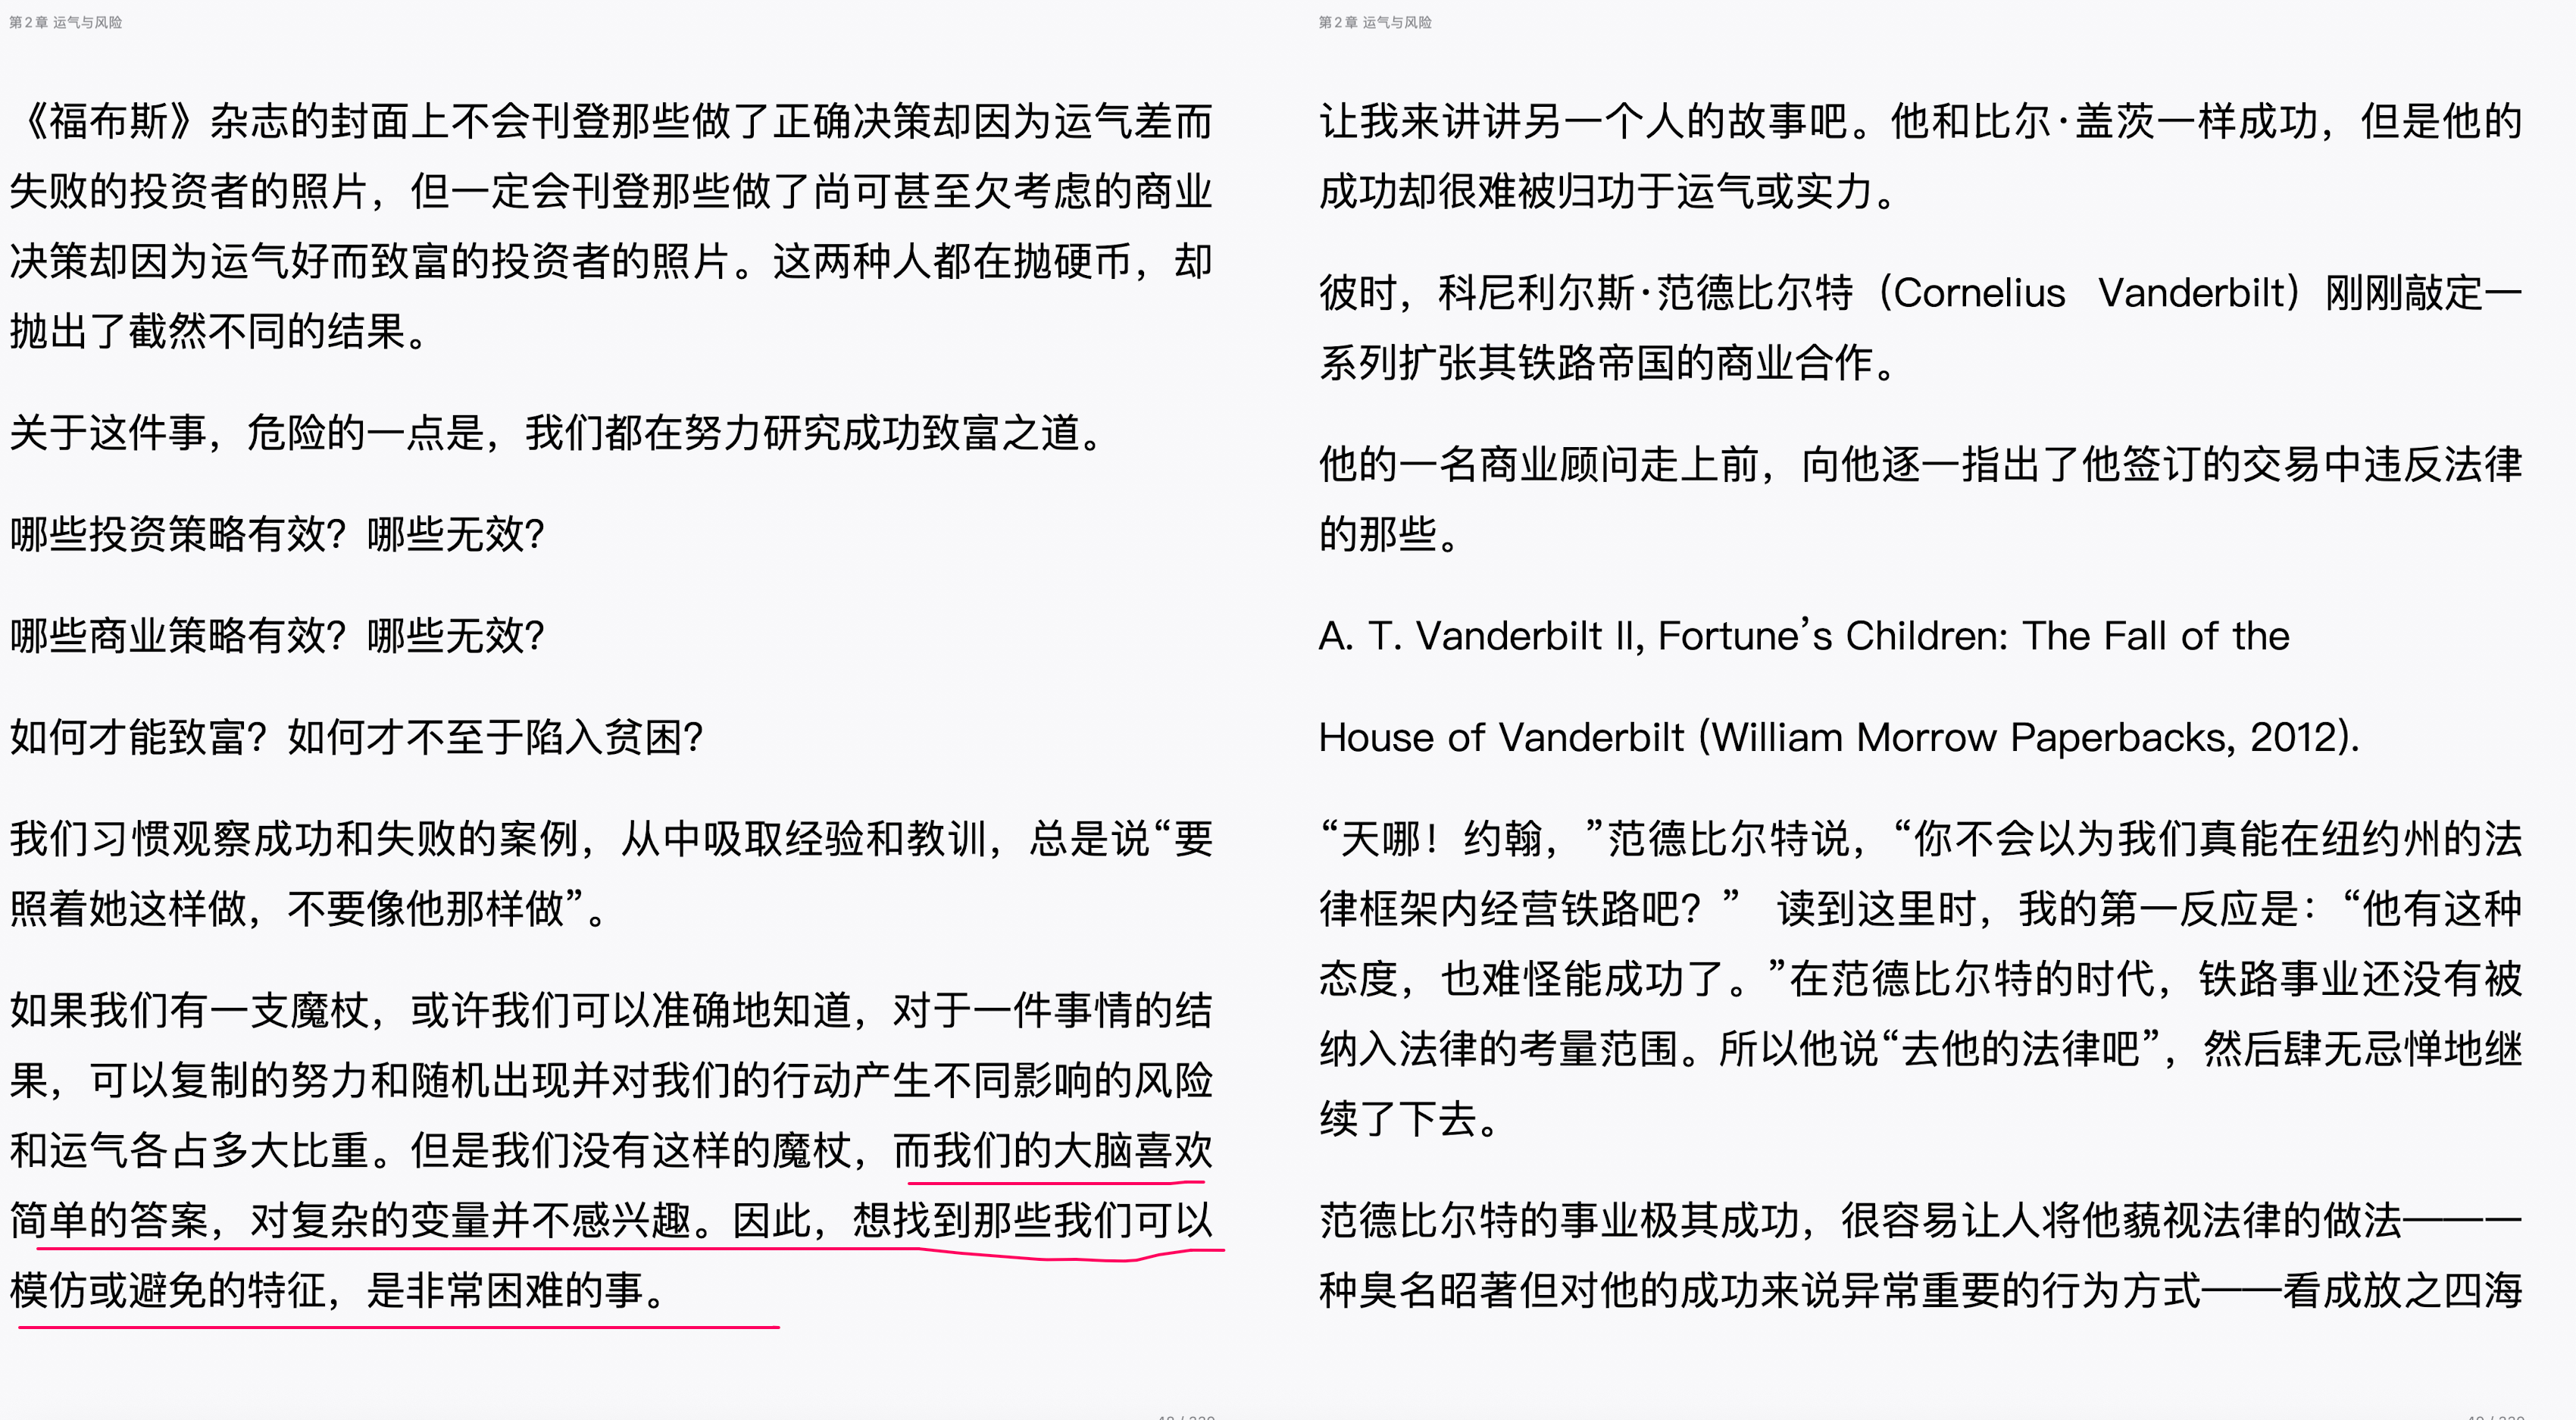 第2章 运气与风险
《福布斯》杂志的封面上不会刊登那些做了正确决策却因为运气差而
失败的投资者的照片，但一定会刊登那些做了尚可甚至欠考虑的商业
决策却因为运气好而致富的投资者的照片。这两种人都在抛硬币，却
抛出了截然不同的结果。
关于这件事，危险的一点是，我们都在努力研究成功致富之道。
哪些投资策略有效？哪些无效？
哪些商业策略有效？哪些无效？
如何才能致富？如何才不至于陷入贫困？
我们习惯观察成功和失败的案例，从中吸取经验和教训，总是说“要
照着她这样做，不要像他那样做”。
如果我们有一支魔杖，或许我们可以准确地知道，对于一件事情的结
果，可以复制的努力和随机出现并对我们的行动产生不同影响的风险
和运气各占多大比重。但是我们没有这样的魔杖，而我们的大脑喜欢
简单的答案，对复杂的变量并不感兴趣。因此，想找到那些我们可以
模仿或避免的特征，是非常困难的事。
第2章 运气与风险
让我来讲讲另一个人的故事吧。他和比尔·盖茨一样成功，但是他的
成功却很难被归功于运气或实力。
彼时，科尼利尔斯·范德比尔特（Cornelius Vanderbilt）刚刚敲定一
系列扩张其铁路帝国的商业合作。
他的一名商业顾问走上前，向他逐一指出了他签订的交易中违反法律
的那些。
A. T. Vanderbilt II, Fortune’s Children: The Fall of the
House of Vanderbilt (William Morrow Paperbacks, 2012).
“天哪！约翰，”范德比尔特说，“你不会以为我们真能在纽约州的法
律框架内经营铁路吧？” 读到这里时，我的第一反应是：“他有这种
态度，也难怪能成功了。”在范德比尔特的时代，铁路事业还没有被
纳入法律的考量范围。所以他说“去他的法律吧”，然后肆无忌惮地继
续了下去。
范德比尔特的事业极其成功，很容易让人将他藐视法律的做法——一
种臭名昭著但对他的成功来说异常重要的行为方式——看成放之四海